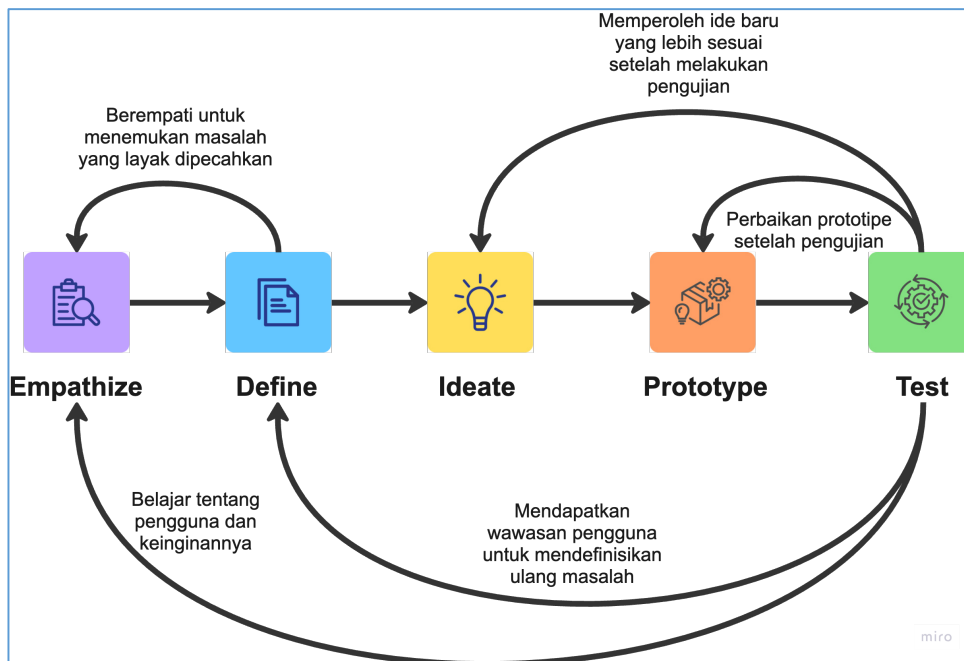 Memperoleh ide baru
yang lebih sesuai
setelah melakukan
pengujian
Berempati untuk
menemukan masalah
yang layak dipecahkan
Perbaikan prototipe
setelah pengujian
Empathize
Define
Ideate
Prototype
Test
Belajar tentang
pengguna dan
keinginannya
Mendapatkan
wawasan pengguna
untuk mendefinisikan
ulang masalah
miro